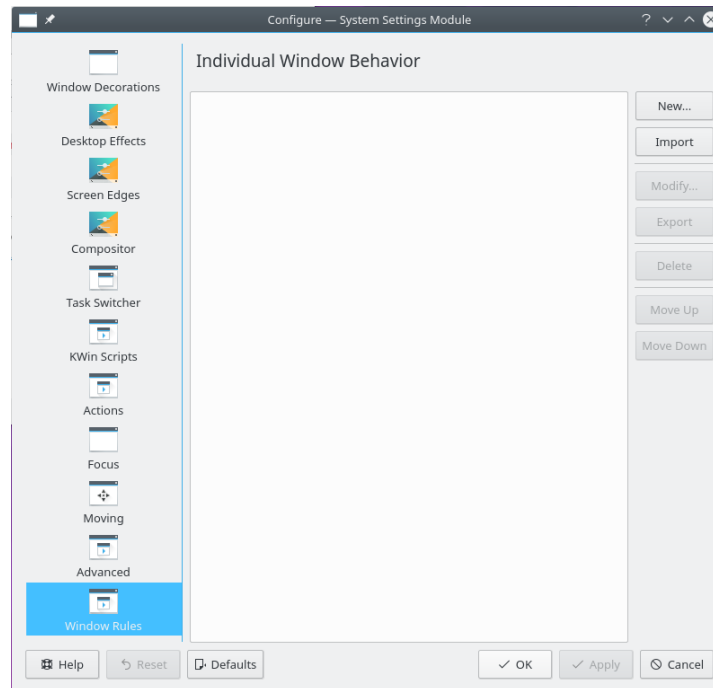 Configure — System Settings Module
Individual Window Behavior
Window Decorations
Desktop Effects
Screen Edges
Compositor
Task Switcher
KWin Scripts
Actions
Focus
Moving
Advanced
Window Rules
New...
Import
Modify...
Export
Delete
Move Up
Move Down
Help
Reset
Defaults
OK
Apply
Cancel